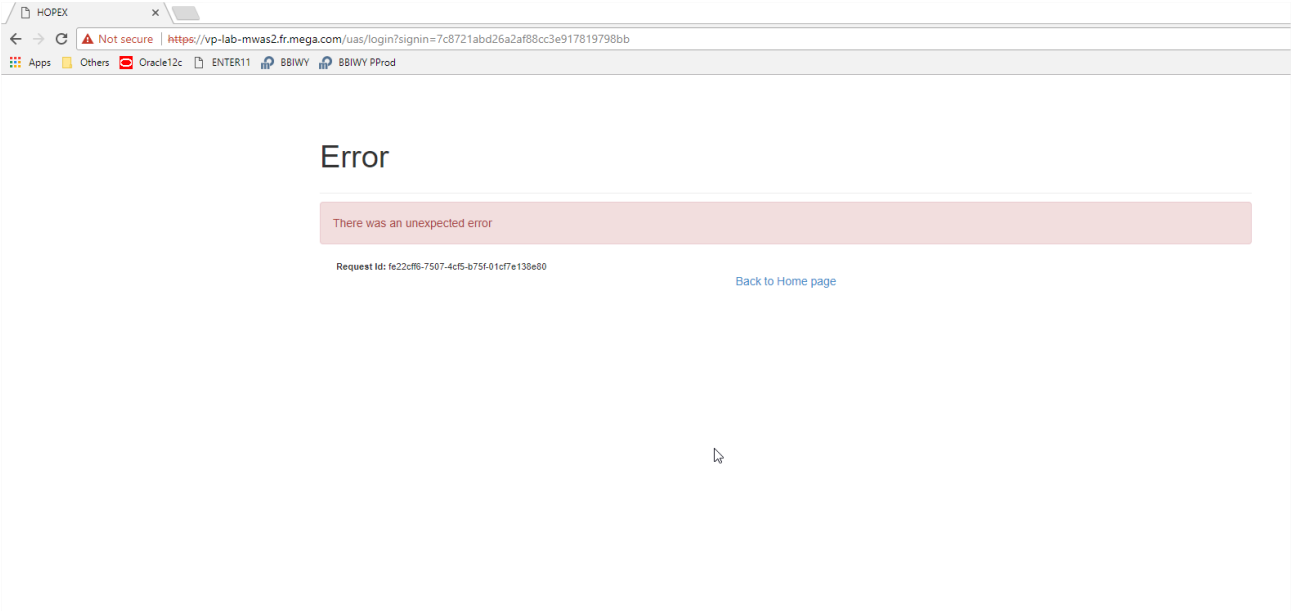 HOPEX
Not secure | https://vp-lab-mwas2.fr.mega.com/uas/login?signin=7c8721abd26a2af88cc3e917819798bb
Apps Others Oracle12c ENTER11 BBIWY BBIWY PProd
Error
There was an unexpected error
Request Id: fe22cff6-7507-4cf5-b75f-01cf7e138e80
Back to Home page